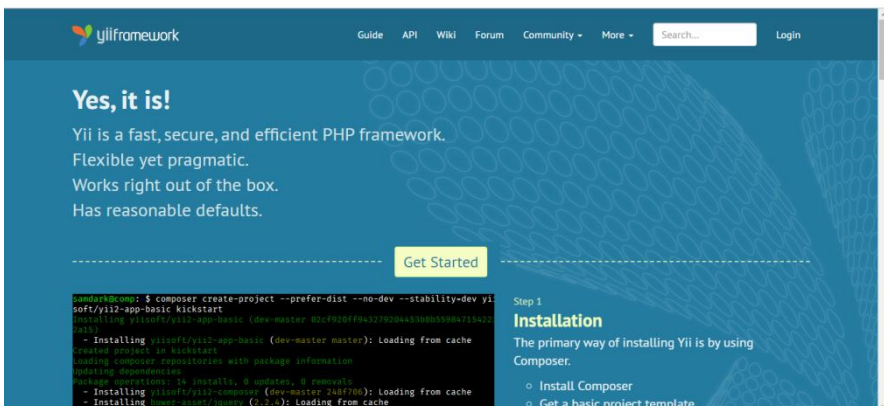 yiiframework
Guide API Wiki Forum Community More Search... Login
Yes, it is!
Yii is a fast, secure, and efficient PHP framework.
Flexible yet pragmatic.
Works right out of the box.
Has reasonable defaults.
Get Started
samdark@comp: $ composer create-project --prefer-dist --no-dev --stability=dev yii
soft/yii2-app-basic kickstart
Installing yiisoft/yii2-app-basic (dev-master
2a15)
- Installing yiisoft/yii2-app-basic (dev-master master): Loading from cache
Created project in kickstart
Loading composer repositories with package information
Updating dependencies
Package operations: 14 installs, 0 updates, 0 removals
- Installing yiisoft/yii2-composer (dev-master 248f706): Loading from cache
- Installing bower-asset/jquery (2.2.4): Loading from cache
Step 1
Installation
The primary way of installing Yii is by using
Composer.
Install Composer
Get a basic project template